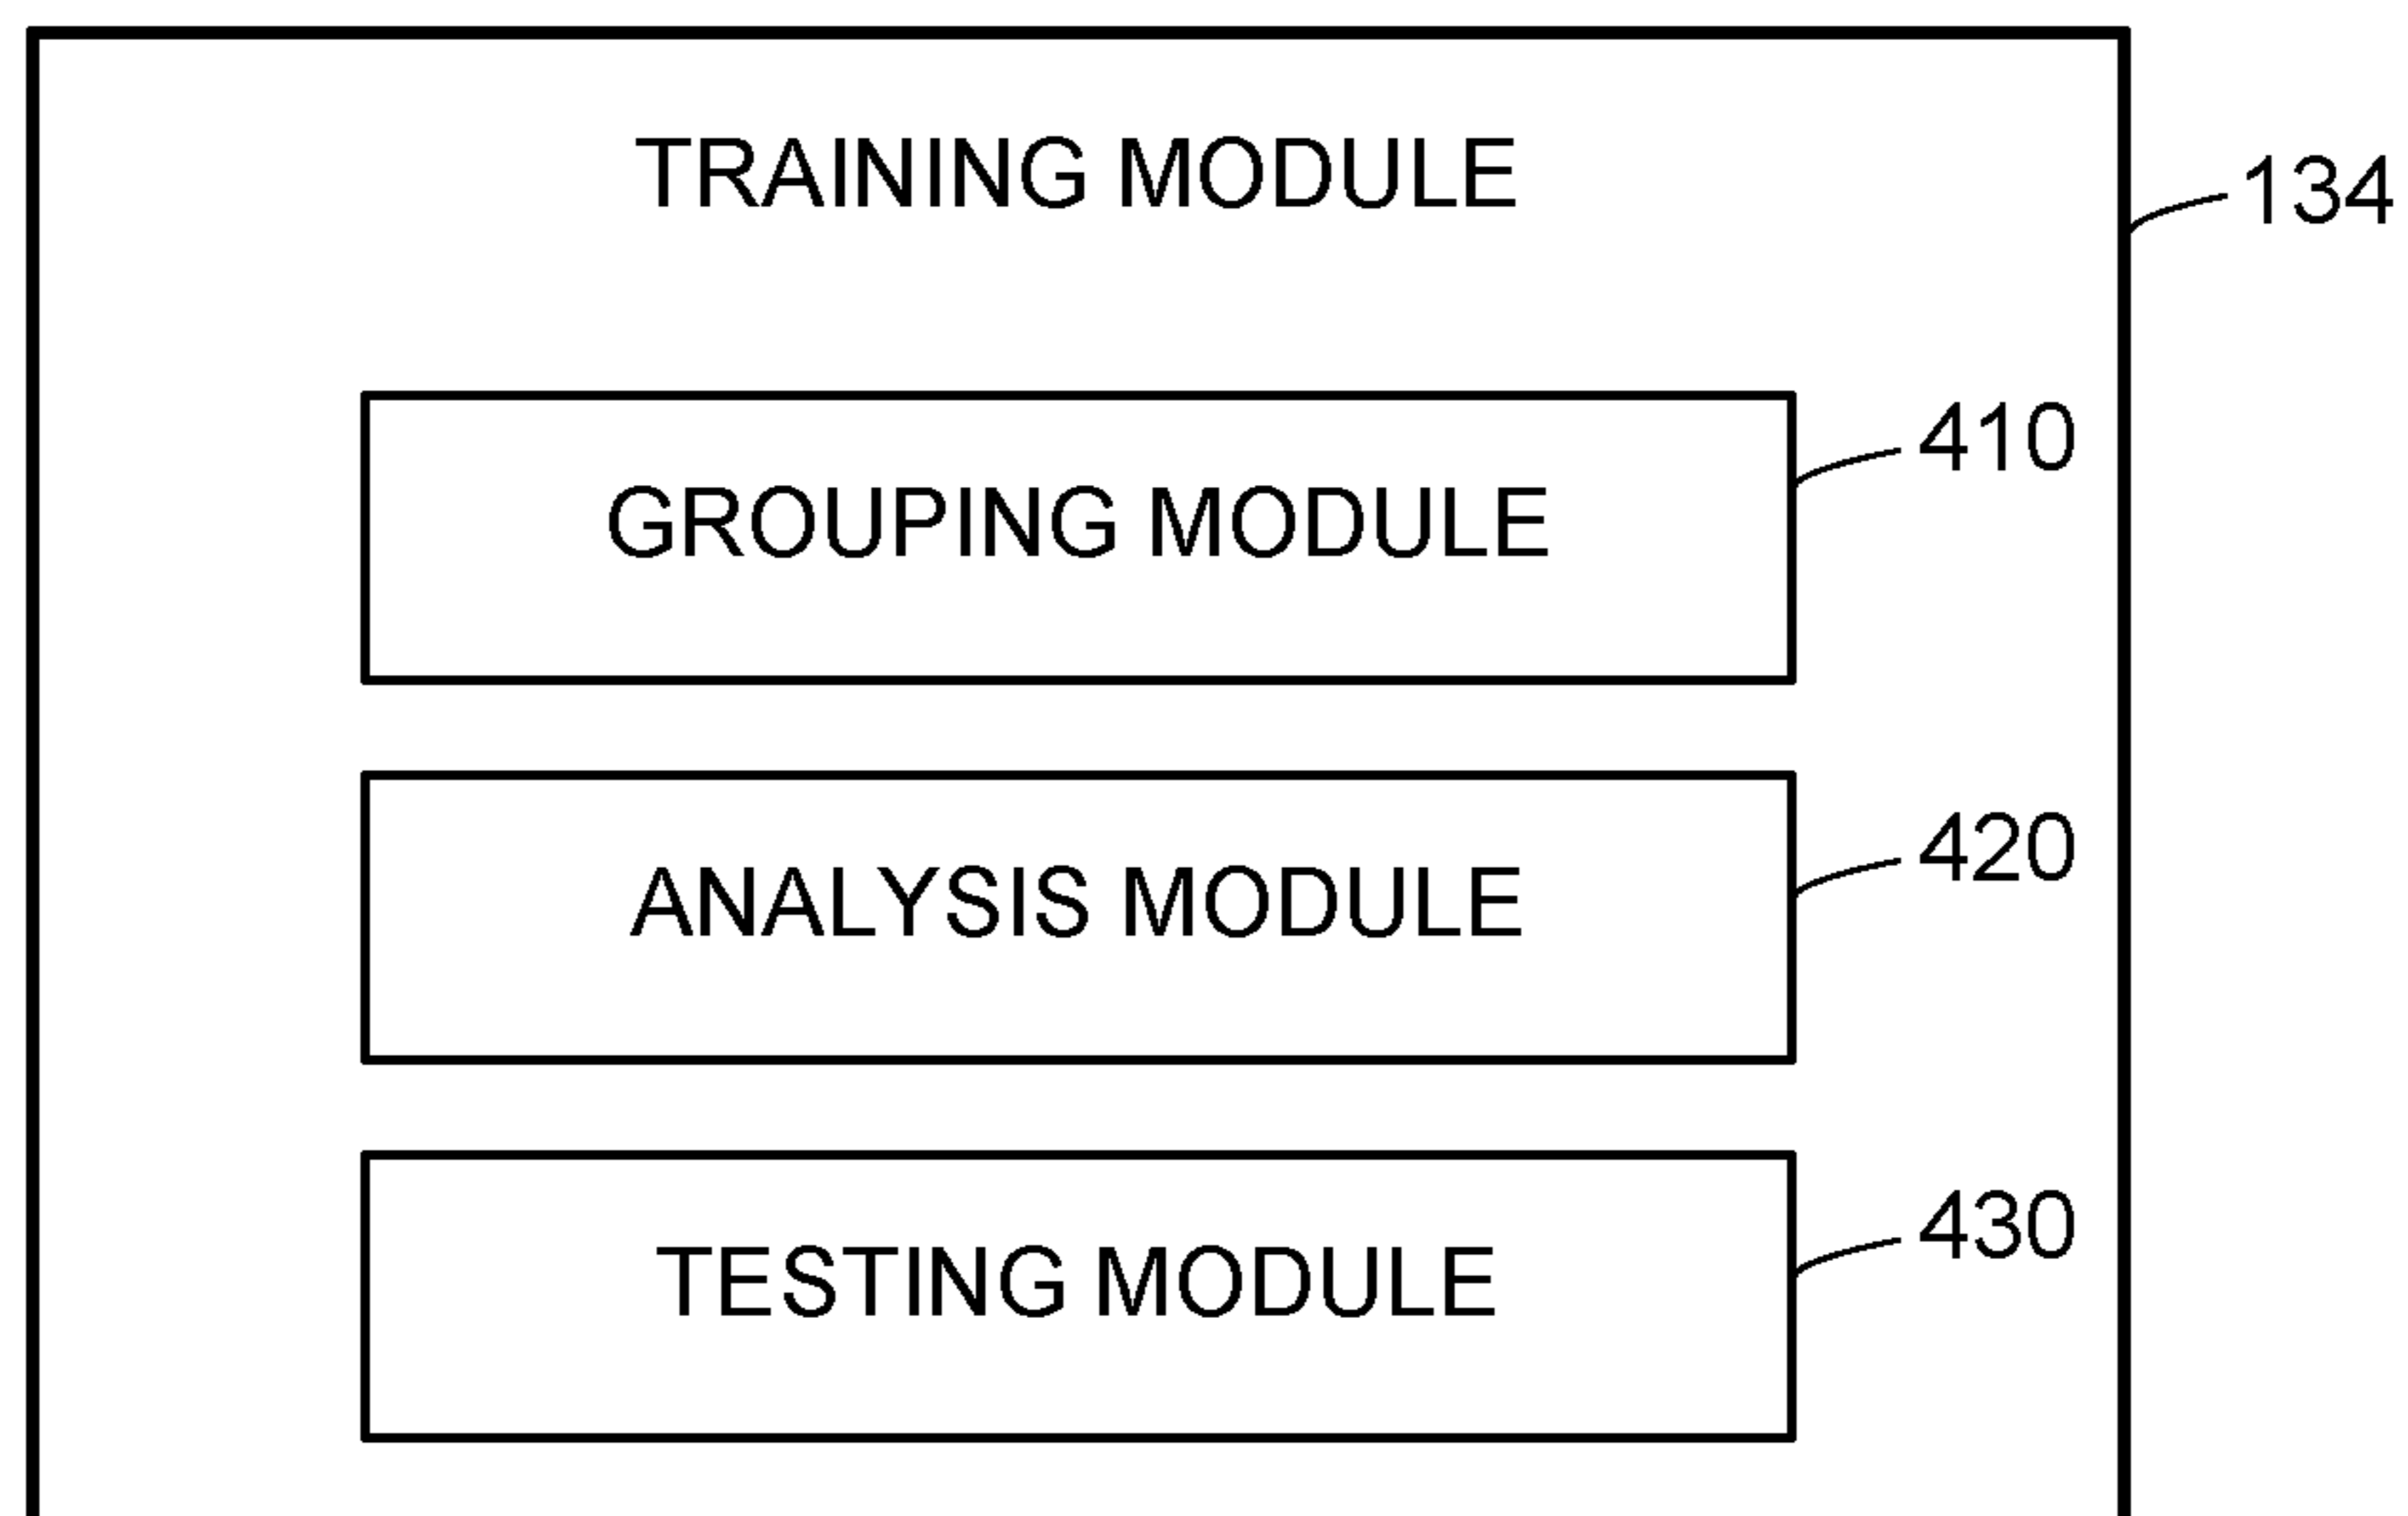 TRAINING MODULE
134
GROUPING MODULE
410
ANALYSIS MODULE
420
TESTING MODULE
430